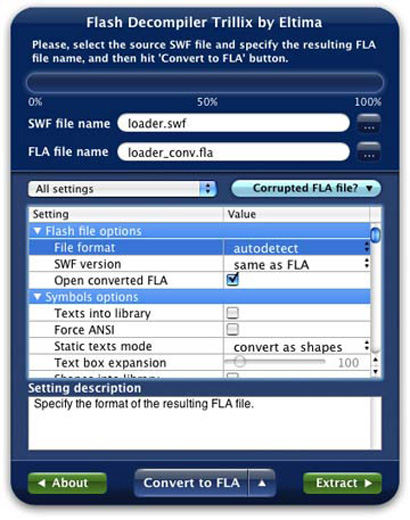 Flash Decompiler Trillix by Eltima
Please, select the source SWF file and specify the resulting FLA
file name, and then hit 'Convert to FLA' button.
0% 50% 100%
SWF file name loader.swf ...
FLA file name loader_conv.fla ...
All settings Corrupted FLA file?
Setting Value
Flash file options
File format autodetect
SWF version same as FLA
Open converted FLA
Symbols options
Texts into library
Force ANSI
Static texts mode convert as shapes
Text box expansion 100
Shapes into library
Setting description
Specify the format of the resulting FLA file.
About Convert to FLA Extract